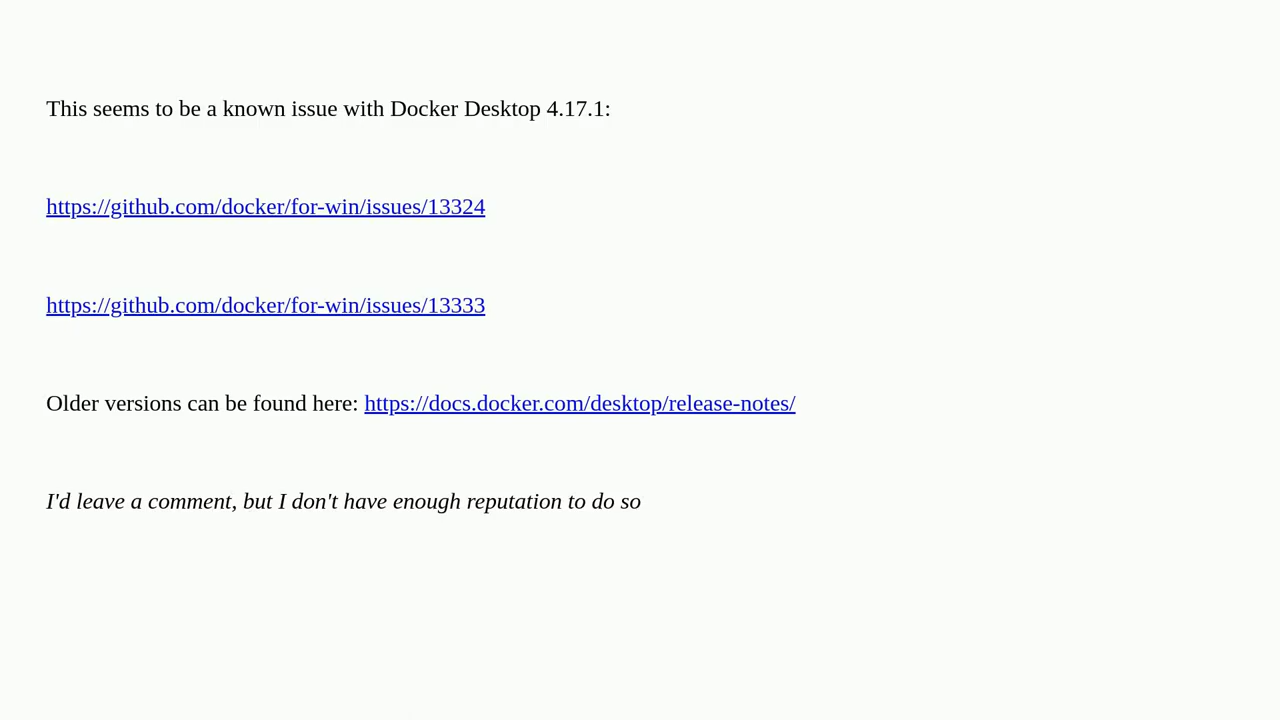 This seems to be a known issue with Docker Desktop 4.17.1:
https://github.com/docker/for-win/issues/13324
https://github.com/docker/for-win/issues/13333
Older versions can be found here: https://docs.docker.com/desktop/release-notes/
I'd leave a comment, but I don't have enough reputation to do so